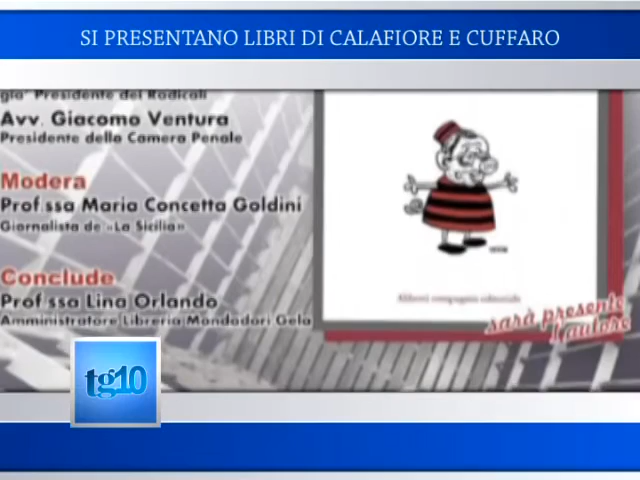 SI PRESENTANO LIBRI DI CALAFIORE E CUFFARO
gia' Presidente dei Radicali
Avv. Giacomo Ventura
Presidente della Camera Penale
Modera
Prof.ssa Maria Concetta Goldini
Giornalista de «La Sicilia»
Conclude
Prof ssa Lina Orlando
Amministratore Libreria Mondadori Gela
Aliberti compagnia editoriale
sarà presente
l'autore
tg10